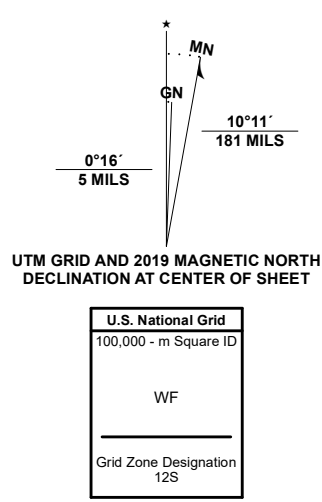 ★
MN
GN
10°11´
181 MILS
0°16´
5 MILS
UTM GRID AND 2019 MAGNETIC NORTH
DECLINATION AT CENTER OF SHEET
U.S. National Grid
100,000 - m Square ID
WF
Grid Zone Designation
12S